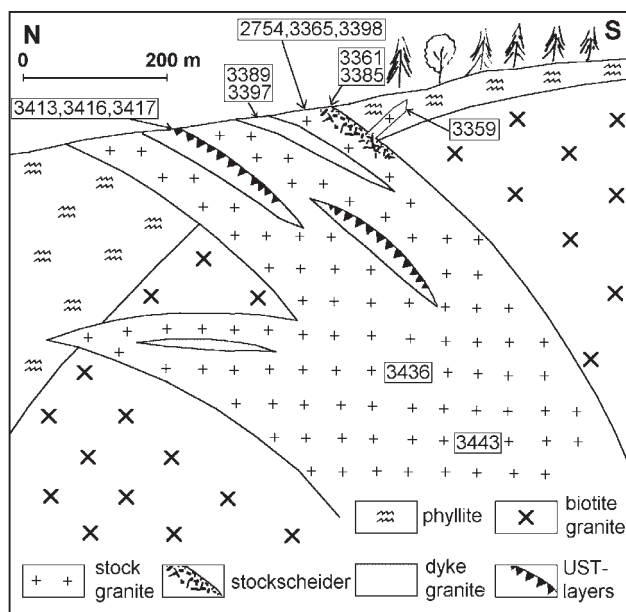 N
S
0
200 m
2754,3365,3398
3361
3385
3389
3397
3413,3416,3417
3359
3436
3443
phyllite
biotite
granite
stock
granite
stockscheider
dyke
granite
UST-
layers